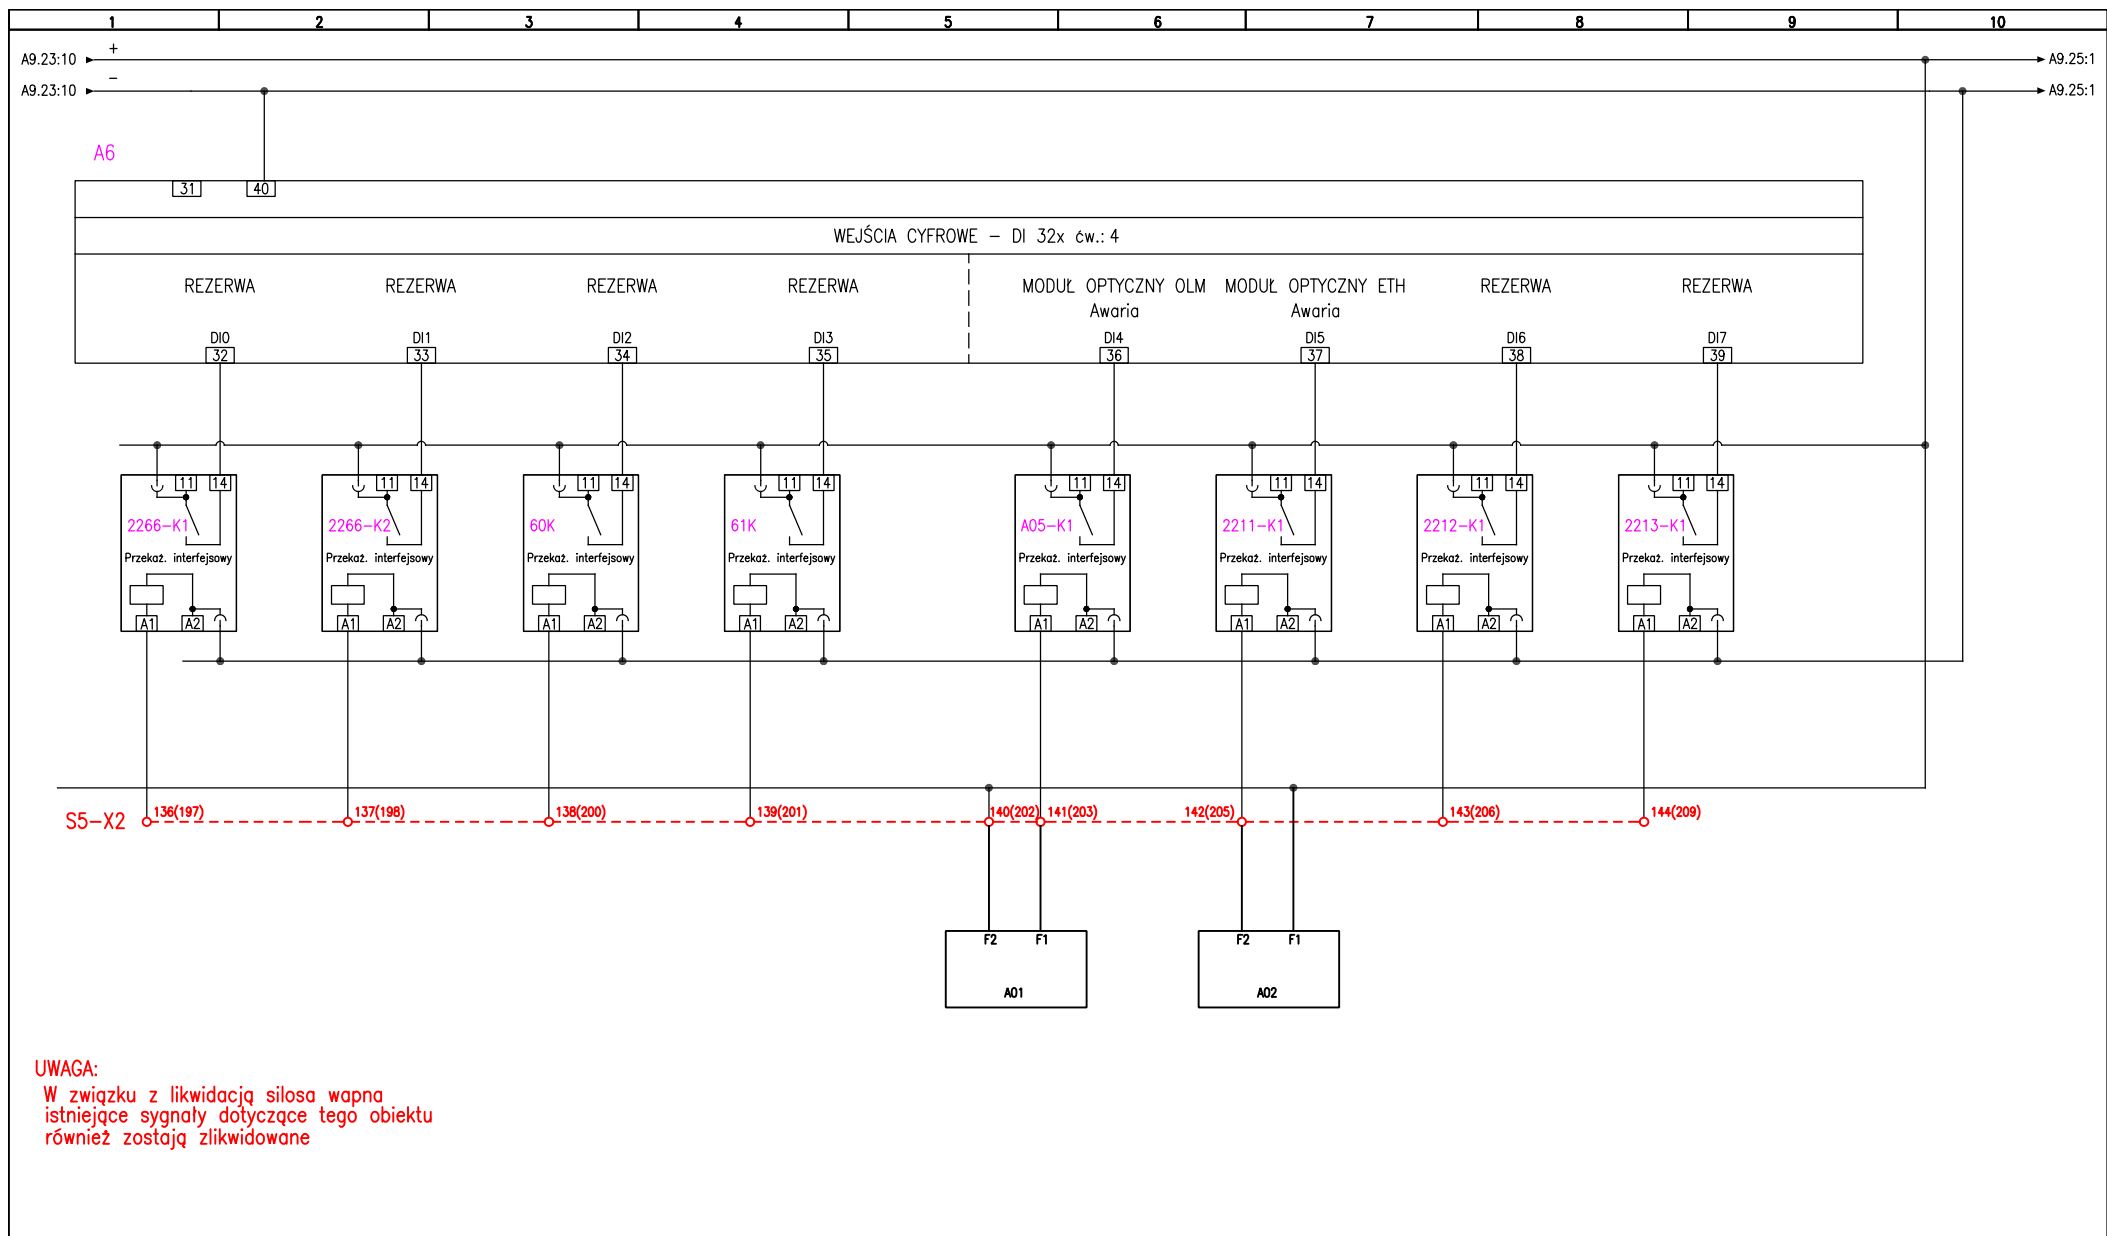 1 2 3 4 5 6 7 8 9 10
+
A9.23:10 A9.25:1
−
A9.23:10 A9.25:1
A6
31 40
WEJŚCIA CYFROWE − DI 32x ćw.: 4
REZERWA REZERWA REZERWA REZERWA MODUŁ OPTYCZNY OLM MODUŁ OPTYCZNY ETH REZERWA REZERWA
Awaria Awaria
DI0 DI1 DI2 DI3 DI4 DI5 DI6 DI7
32 33 34 35 36 37 38 39
11 14 11 14 11 14 11 14 11 14 11 14 11 14 11 14
2266−K1 2266−K2 60K 61K A05−K1 2211−K1 2212−K1 2213−K1
Przekaż. interfejsowy Przekaż. interfejsowy Przekaż. interfejsowy Przekaż. interfejsowy Przekaż. interfejsowy Przekaż. interfejsowy Przekaż. interfejsowy Przekaż. interfejsowy
A1 A2 A1 A2 A1 A2 A1 A2 A1 A2 A1 A2 A1 A2 A1 A2
S5−X2 136(197) 137(198) 138(200) 139(201) 140(202) 141(203) 142(205) 143(206) 144(209)
F2 F1 F2 F1
A01 A02
UWAGA:
W związku z likwidacją silosa wapna
istniejące sygnały dotyczące tego obiektu
również zostają zlikwidowane